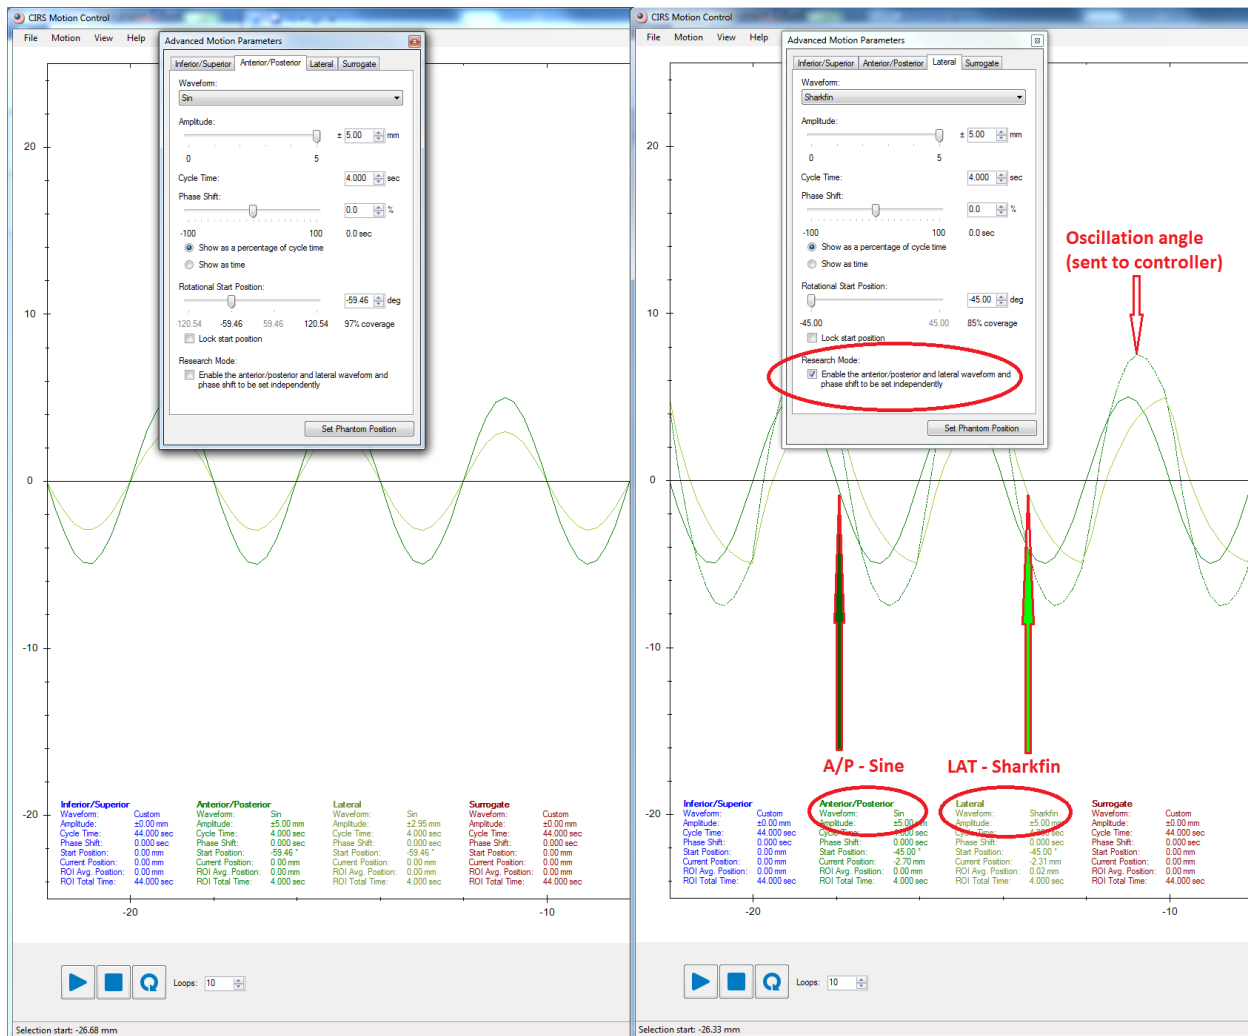 CIRS Motion Control
File Motion View Help
Advanced Motion Parameters
Inferior/Superior Anterior/Posterior Lateral Surrogate
Waveform:
Sin
Amplitude:
± 5.00 mm
0 5
Cycle Time: 4.000 sec
Phase Shift:
0.0 %
-100 100 0.0 sec
Show as a percentage of cycle time
Show as time
Rotational Start Position:
-59.46 deg
-120.54 -59.46 59.46 120.54 97% coverage
Lock start position
Research Mode:
Enable the anterior/posterior and lateral waveform and
phase shift to be set independently
Set Phantom Position
20
10
0
-10
-20
Inferior/Superior
Waveform: Custom
Amplitude: ±0.00 mm
Cycle Time: 44.000 sec
Phase Shift: 0.000 sec
Start Position: 0.00 mm
Current Position: 0.00 mm
ROI Avg. Position: 0.00 mm
ROI Total Time: 44.000 sec
Anterior/Posterior
Waveform: Sin
Amplitude: ±5.00 mm
Cycle Time: 4.000 sec
Phase Shift: 0.000 sec
Start Position: -59.46 °
Current Position: 0.00 mm
ROI Avg. Position: 0.00 mm
ROI Total Time: 4.000 sec
Lateral
Waveform: Sin
Amplitude: ±2.95 mm
Cycle Time: 4.000 sec
Phase Shift: 0.000 sec
Start Position: -59.46 °
Current Position: 0.00 mm
ROI Avg. Position: 0.00 mm
ROI Total Time: 4.000 sec
Surrogate
Waveform: Custom
Amplitude: ±0.00 mm
Cycle Time: 44.000 sec
Phase Shift: 0.000 sec
Start Position: 0.00 mm
Current Position: 0.00 mm
ROI Avg. Position: 0.00 mm
ROI Total Time: 44.000 sec
-20 -10
Loops: 10
Selection start: -26.68 mm
CIRS Motion Control
File Motion View Help
Advanced Motion Parameters
Inferior/Superior Anterior/Posterior Lateral Surrogate
Waveform:
Sharkfin
Amplitude:
± 5.00 mm
0 5
Cycle Time: 4.000 sec
Phase Shift:
0.0 %
-100 100 0.0 sec
Show as a percentage of cycle time
Show as time
Rotational Start Position:
-45.00 deg
-45.00 45.00 85% coverage
Lock start position
Research Mode:
Enable the anterior/posterior and lateral waveform and
phase shift to be set independently
Set Phantom Position
Oscillation angle
(sent to controller)
20
10
0
-10
-20
A/P - Sine
LAT - Sharkfin
Inferior/Superior
Waveform: Custom
Amplitude: ±0.00 mm
Cycle Time: 44.000 sec
Phase Shift: 0.000 sec
Start Position: 0.00 mm
Current Position: 0.00 mm
ROI Avg. Position: 0.00 mm
ROI Total Time: 44.000 sec
Anterior/Posterior
Waveform: Sin
Amplitude: ±5.00 mm
Cycle Time: sec
Phase Shift: 0.000 sec
Start Position: -45.00 °
Current Position: -2.70 mm
ROI Avg. Position: 0.00 mm
ROI Total Time: 4.000 sec
Lateral
Waveform: Sharkfin
Amplitude: ±5.00 mm
Cycle Time: sec
Phase Shift: 0.000 sec
Start Position: -45.00 °
Current Position: -2.31 mm
ROI Avg. Position: 0.02 mm
ROI Total Time: 4.000 sec
Surrogate
Waveform: Custom
Amplitude: ±0.00 mm
Cycle Time: 44.000 sec
Phase Shift: 0.000 sec
Start Position: 0.00 mm
Current Position: 0.00 mm
ROI Avg. Position: 0.00 mm
ROI Total Time: 44.000 sec
-20 -10
Loops: 10
Selection start: -26.33 mm